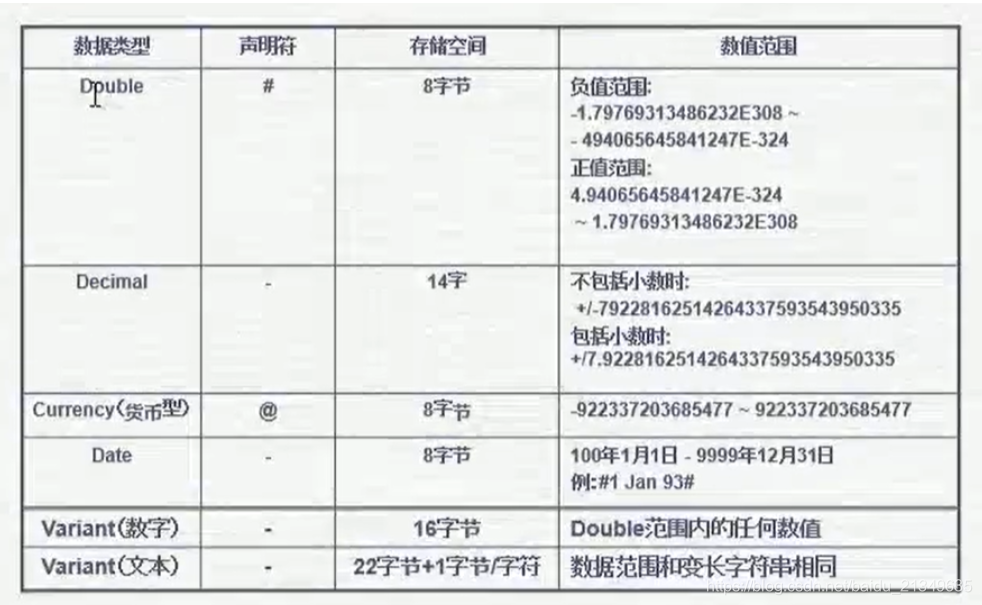 数据类型 声明符 存储空间 数值范围
Double # 8字节 负值范围:
-1.79769313486232E308 ~
- 494065645841247E-324
正值范围:
4.94065645841247E-324
~ 1.79769313486232E308
Decimal - 14字 不包括小数时:
+/-79228162514264337593543950335
包括小数时:
+/7.9228162514264337593543950335
Currency(货币型) @ 8字节 -922337203685477 ~ 922337203685477
Date - 8字节 100年1月1日 - 9999年12月31日
例:#1 Jan 93#
Variant(数字) - 16字节 Double范围内的任何数值
Variant(文本) - 22字节+1字节/字符 数据范围和变长字符串相同